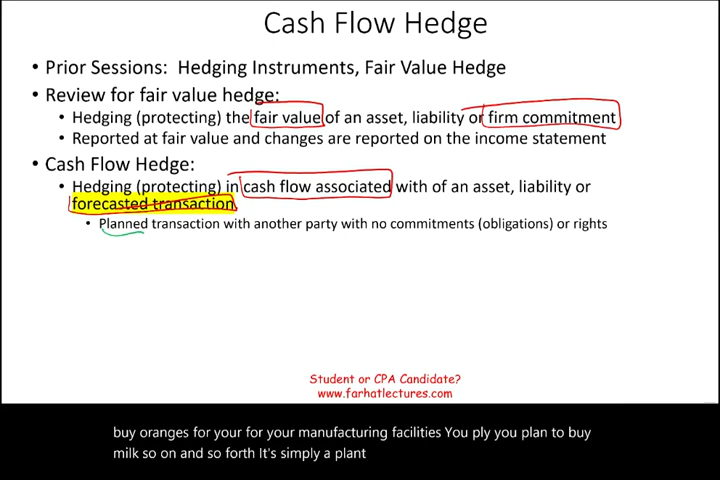 Cash Flow Hedge
• Prior Sessions: Hedging Instruments, Fair Value Hedge
• Review for fair value hedge:
• Hedging (protecting) the fair value of an asset, liability or firm commitment
• Reported at fair value and changes are reported on the income statement
• Cash Flow Hedge:
• Hedging (protecting) in cash flow associated with of an asset, liability or
forecasted transaction
• Planned transaction with another party with no commitments (obligations) or rights
Student or CPA Candidate?
www.farhatlectures.com
buy oranges for your for your manufacturing facilities You ply you plan to buy
milk so on and so forth It's simply a plant